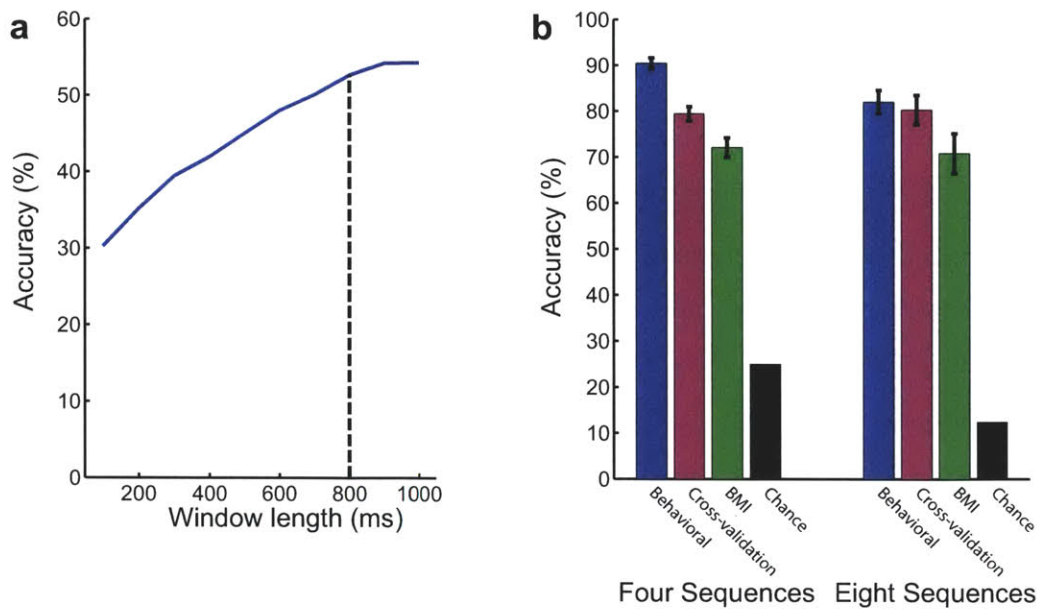 a
60
50
40
30
20
10
0
Accuracy (%)
200 400 600 800 1000
Window length (ms)
b
100
90
80
70
60
50
40
30
20
10
0
Accuracy (%)
Behavioral
Cross-validation
BMI
Chance
Behavioral
Cross-validation
BMI
Chance
Four Sequences
Eight Sequences